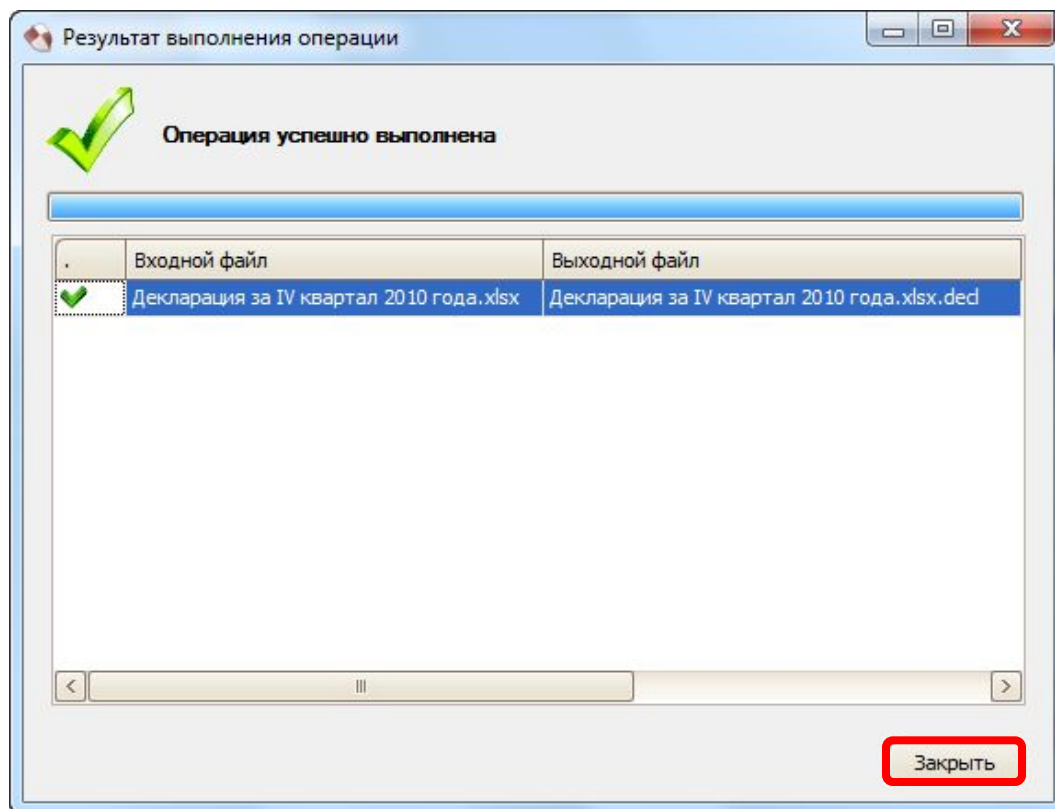 Результат выполнения операции
Операция успешно выполнена
. Входной файл Выходной файл
Декларация за IV квартал 2010 года.xlsx Декларация за IV квартал 2010 года.xlsx.decl
Закрыть